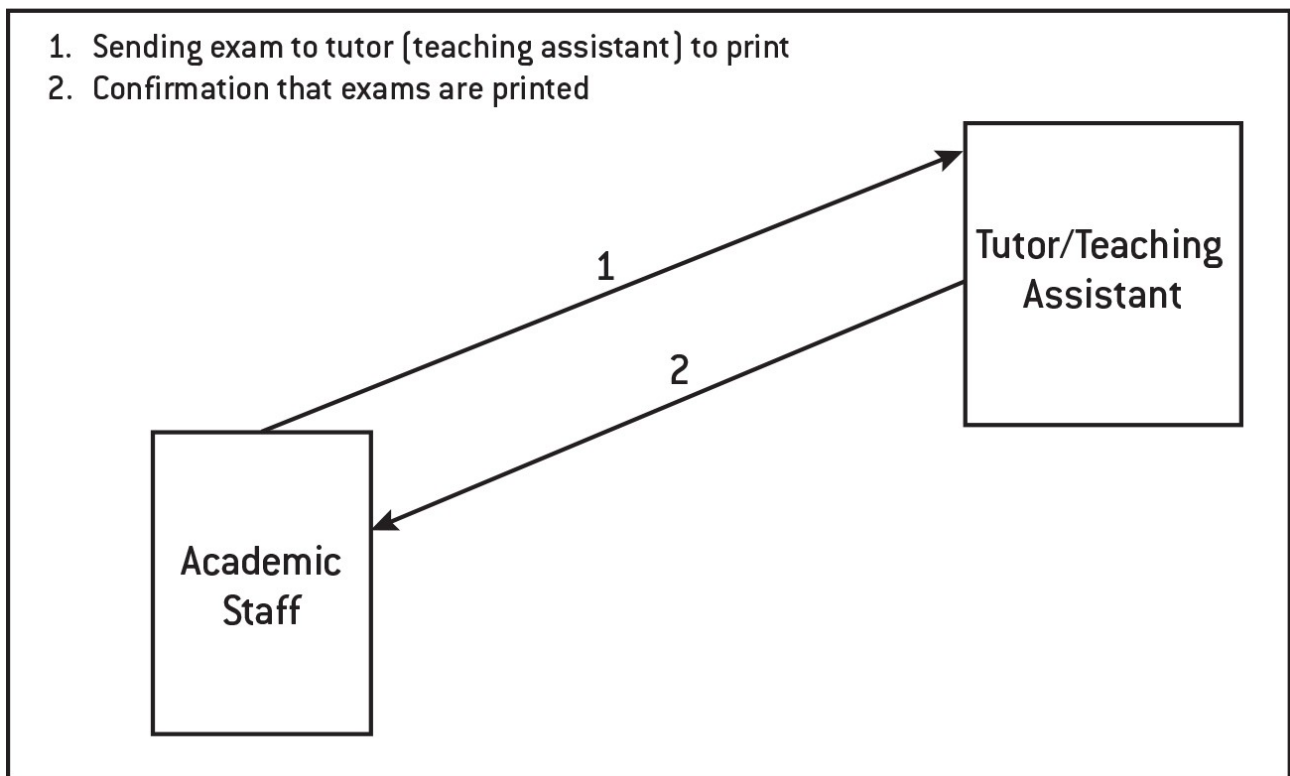 1. Sending exam to tutor (teaching assistant) to print
2. Confirmation that exams are printed
1
Tutor/Teaching
Assistant
2
Academic
Staff